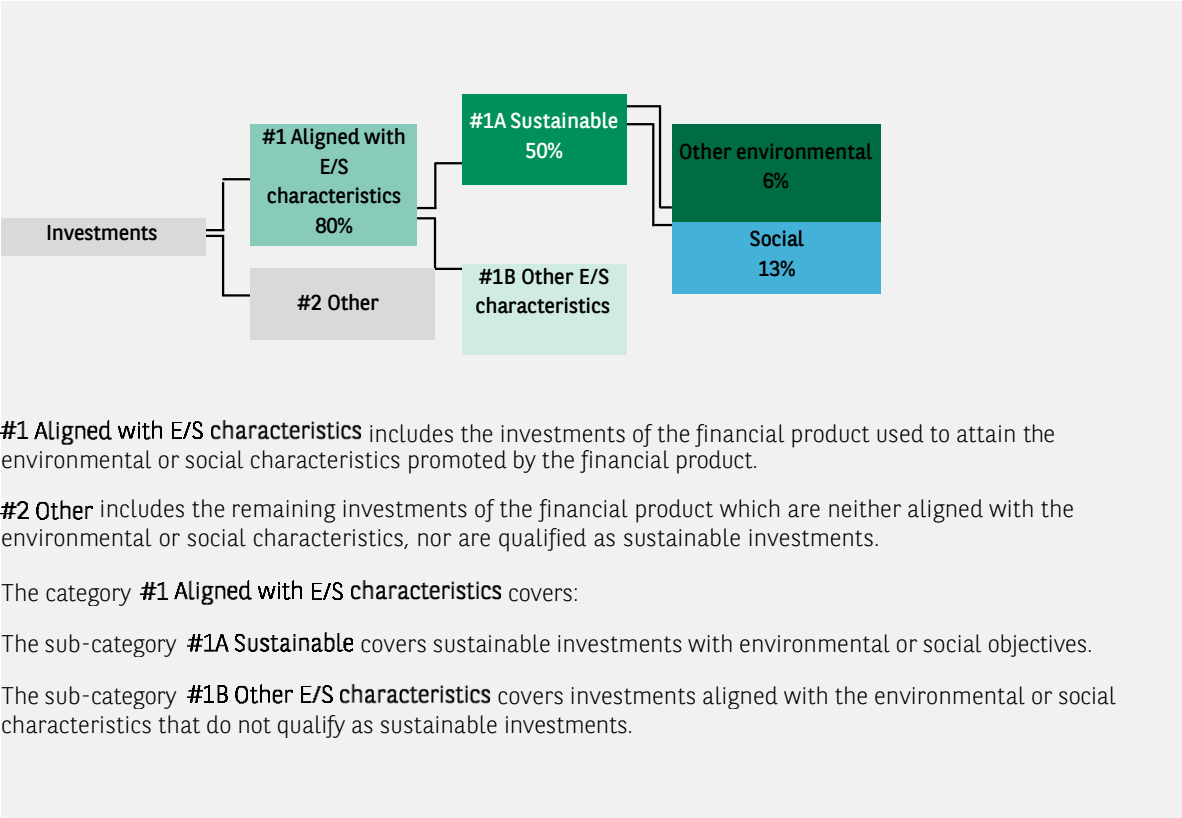 #1A Sustainable
50%
#1 Aligned with
E/S
characteristics
80%
Other environmental
6%
Investments
Social
13%
#2 Other
#1B Other E/S
characteristics
#1 Aligned with E/S characteristics includes the investments of the financial product used to attain the
environmental or social characteristics promoted by the financial product.
#2 Other includes the remaining investments of the financial product which are neither aligned with the
environmental or social characteristics, nor are qualified as sustainable investments.
The category #1 Aligned with E/S characteristics covers:
The sub-category #1A Sustainable covers sustainable investments with environmental or social objectives.
The sub-category #1B Other E/S characteristics covers investments aligned with the environmental or social
characteristics that do not qualify as sustainable investments.